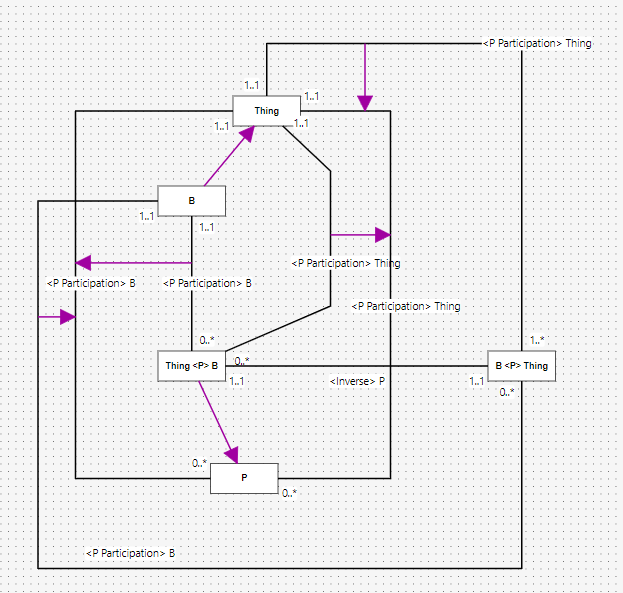 <P Participation> Thing
1..1
1..1
Thing
1..1
1..1
B
1..1
1..1
<P Participation> Thing
<P Participation> B
<P Participation> B
<P Participation> Thing
0..*
1..*
0..*
Thing <P> B
B <P> Thing
1..1
<Inverse> P
1..1
0..*
0..*
P
0..*
<P Participation> B